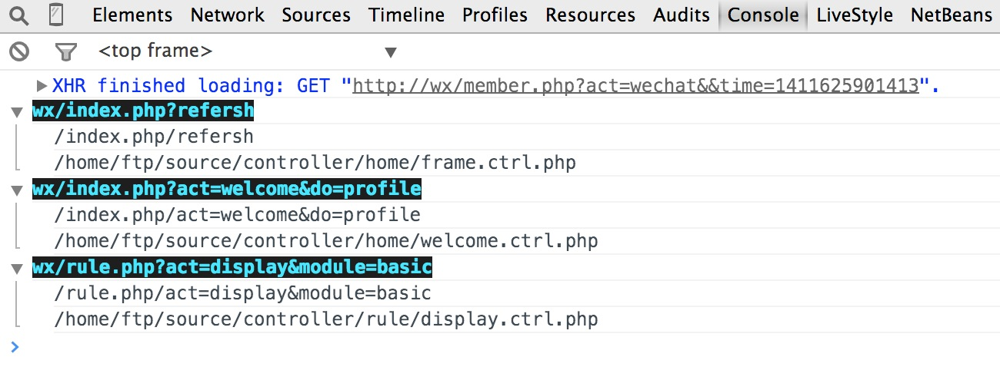 Elements Network Sources Timeline Profiles Resources Audits Console LiveStyle NetBeans
<top frame>
XHR finished loading: GET "http://wx/member.php?act=wechat&&time=1411625901413".
wx/index.php?refersh
/index.php/refersh
/home/ftp/source/controller/home/frame.ctrl.php
wx/index.php?act=welcome&do=profile
/index.php/act=welcome&do=profile
/home/ftp/source/controller/home/welcome.ctrl.php
wx/rule.php?act=display&module=basic
/rule.php/act=display&module=basic
/home/ftp/source/controller/rule/display.ctrl.php